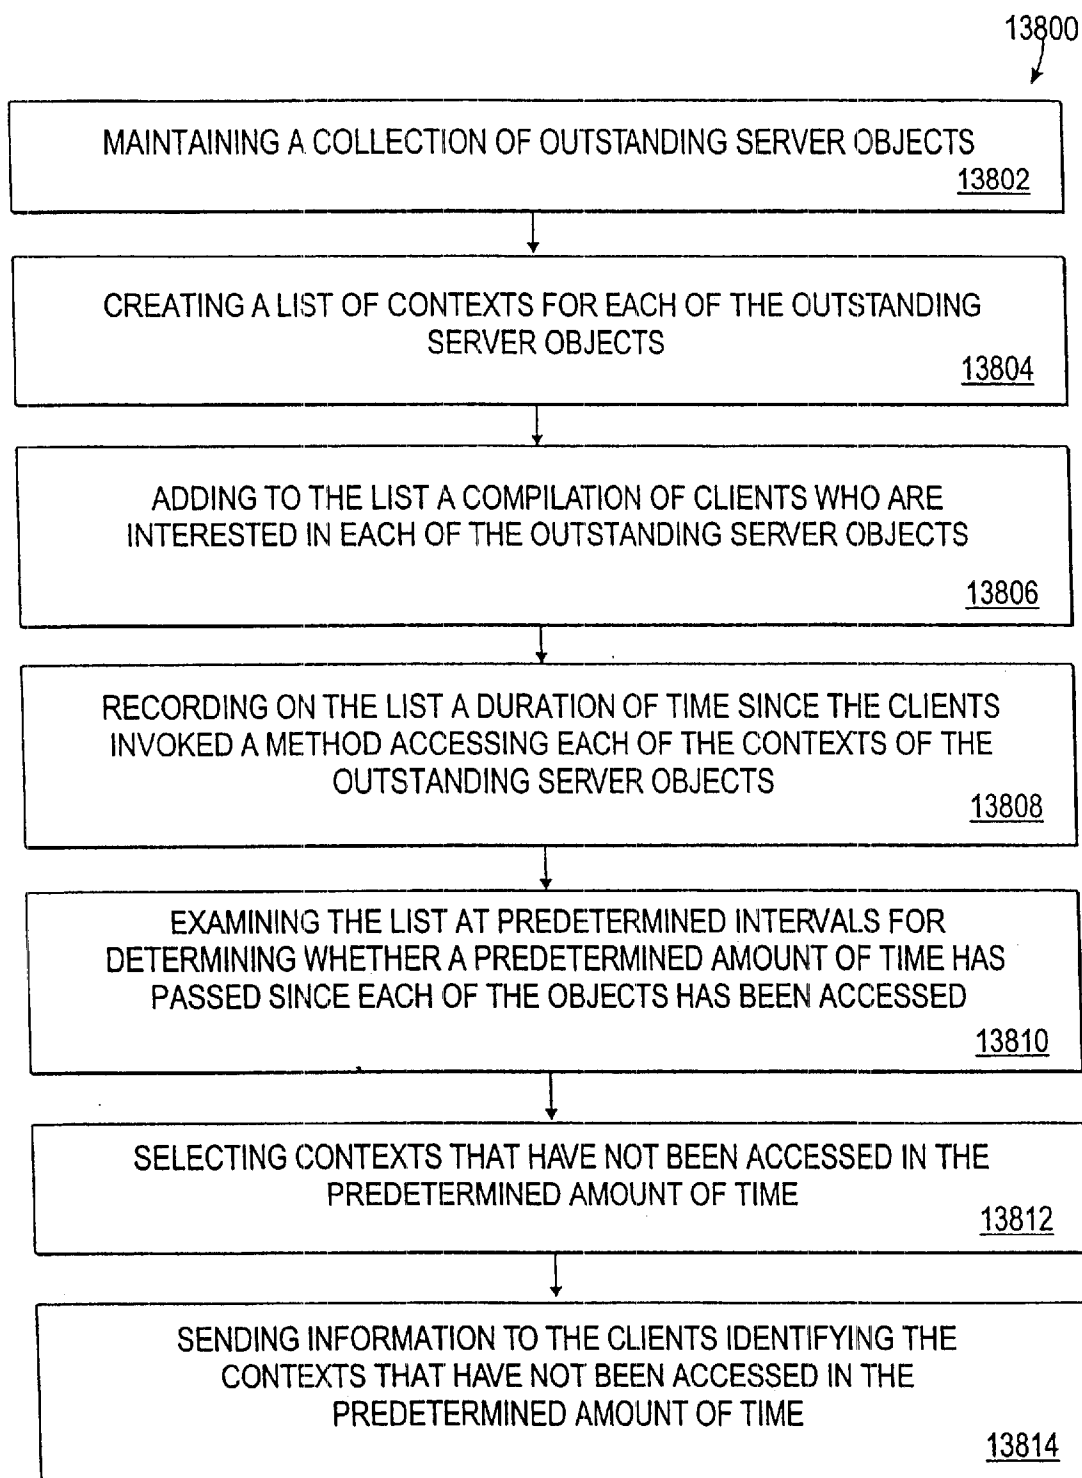 13800
MAINTAINING A COLLECTION OF OUTSTANDING SERVER OBJECTS
13802
CREATING A LIST OF CONTEXTS FOR EACH OF THE OUTSTANDING
SERVER OBJECTS
13804
ADDING TO THE LIST A COMPILATION OF CLIENTS WHO ARE
INTERESTED IN EACH OF THE OUTSTANDING SERVER OBJECTS
13806
RECORDING ON THE LIST A DURATION OF TIME SINCE THE CLIENTS
INVOKED A METHOD ACCESSING EACH OF THE CONTEXTS OF THE
OUTSTANDING SERVER OBJECTS
13808
EXAMINING THE LIST AT PREDETERMINED INTERVALS FOR
DETERMINING WHETHER A PREDETERMINED AMOUNT OF TIME HAS
PASSED SINCE EACH OF THE OBJECTS HAS BEEN ACCESSED
13810
SELECTING CONTEXTS THAT HAVE NOT BEEN ACCESSED IN THE
PREDETERMINED AMOUNT OF TIME
13812
SENDING INFORMATION TO THE CLIENTS IDENTIFYING THE
CONTEXTS THAT HAVE NOT BEEN ACCESSED IN THE
PREDETERMINED AMOUNT OF TIME
13814